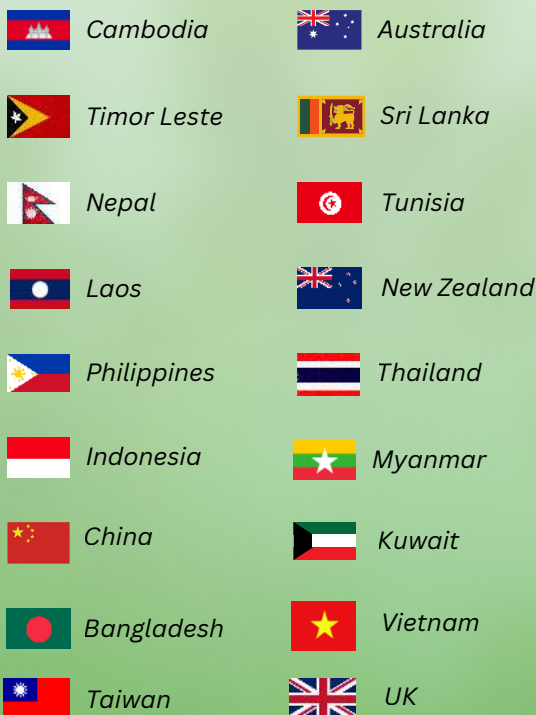 Cambodia
Australia
Timor Leste
Sri Lanka
Nepal
Tunisia
Laos
New Zealand
Philippines
Thailand
Indonesia
Myanmar
China
Kuwait
Bangladesh
Vietnam
Taiwan
UK